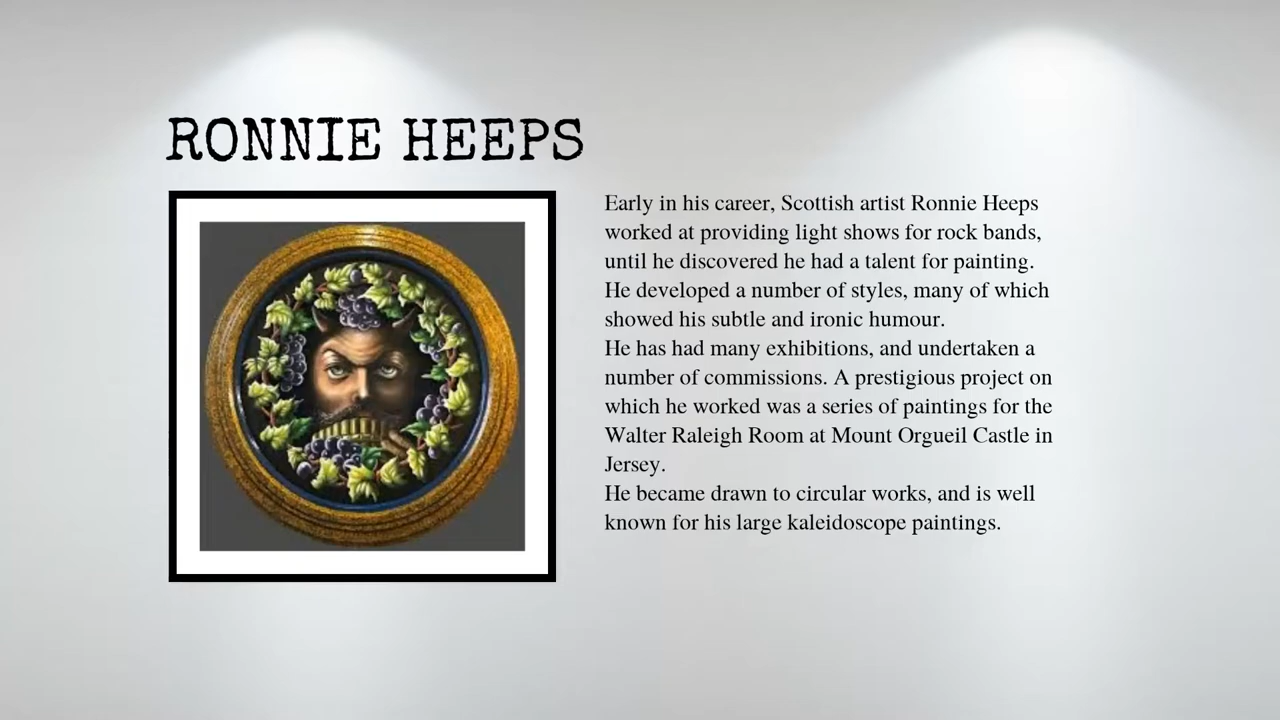 RONNIE HEEPS
Early in his career, Scottish artist Ronnie Heeps
worked at providing light shows for rock bands,
until he discovered he had a talent for painting.
He developed a number of styles, many of which
showed his subtle and ironic humour.
He has had many exhibitions, and undertaken a
number of commissions. A prestigious project on
which he worked was a series of paintings for the
Walter Raleigh Room at Mount Orgueil Castle in
Jersey.
He became drawn to circular works, and is well
known for his large kaleidoscope paintings.